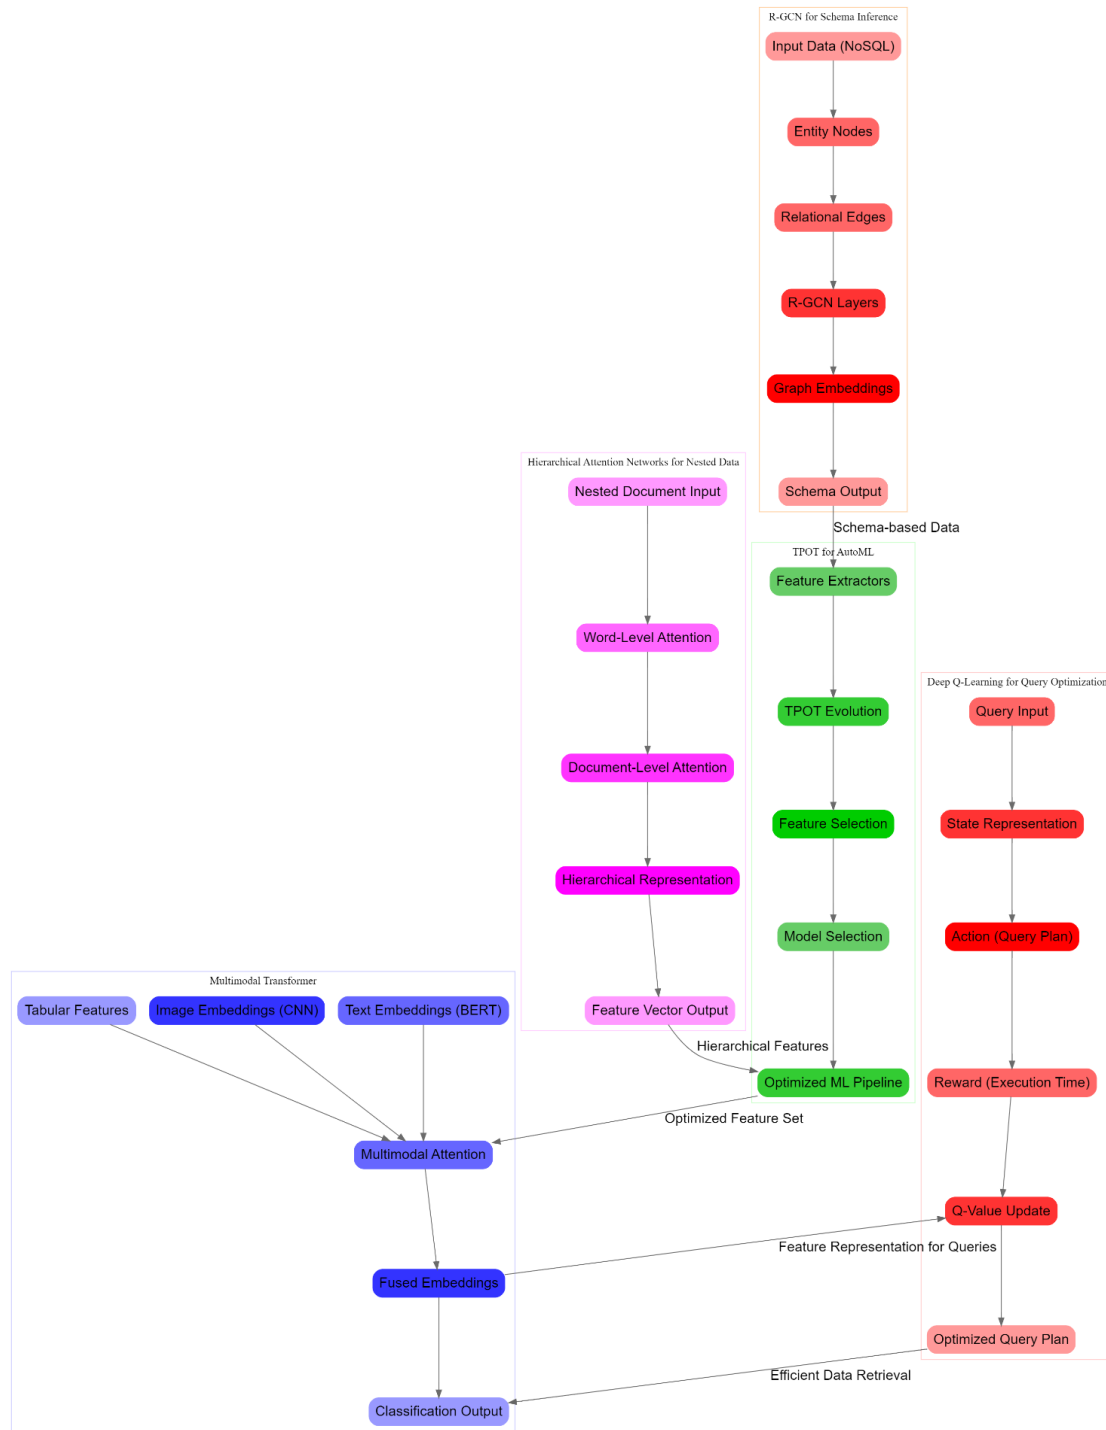 R-GCN for Schema Inference
Input Data (NoSQL)
Entity Nodes
Relational Edges
R-GCN Layers
Graph Embeddings
Schema Output
Schema-based Data
Hierarchical Attention Networks for Nested Data
Nested Document Input
Word-Level Attention
Document-Level Attention
Hierarchical Representation
Feature Vector Output
Hierarchical Features
TPOT for AutoML
Feature Extractors
TPOT Evolution
Feature Selection
Model Selection
Optimized ML Pipeline
Optimized Feature Set
Deep Q-Learning for Query Optimization
Query Input
State Representation
Action (Query Plan)
Reward (Execution Time)
Q-Value Update
Optimized Query Plan
Multimodal Transformer
Tabular Features
Image Embeddings (CNN)
Text Embeddings (BERT)
Multimodal Attention
Fused Embeddings
Feature Representation for Queries
Efficient Data Retrieval
Classification Output